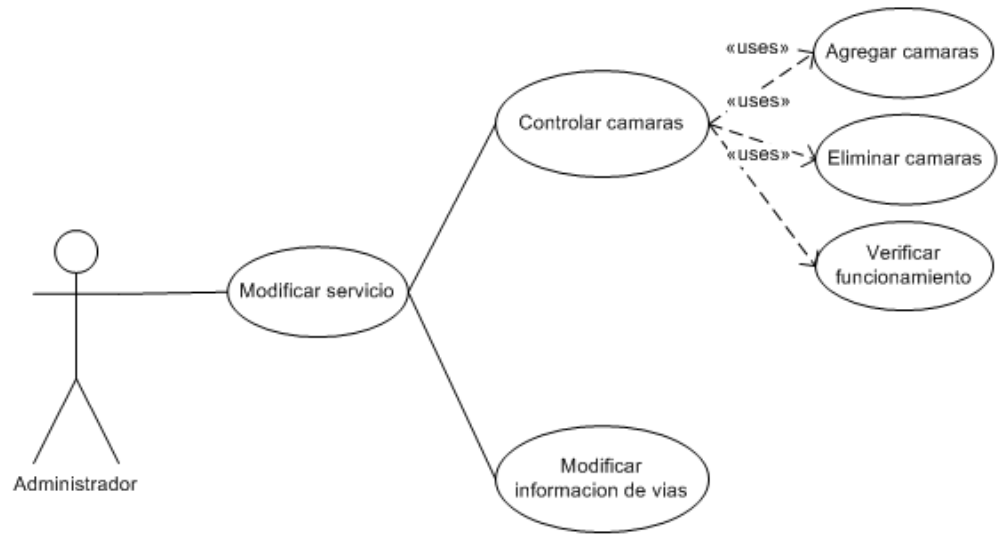 «uses»
Agregar camaras
«uses»
Controlar camaras
«uses»
Eliminar camaras
Verificar
funcionamiento
Modificar servicio
Modificar
informacion de vias
Administrador